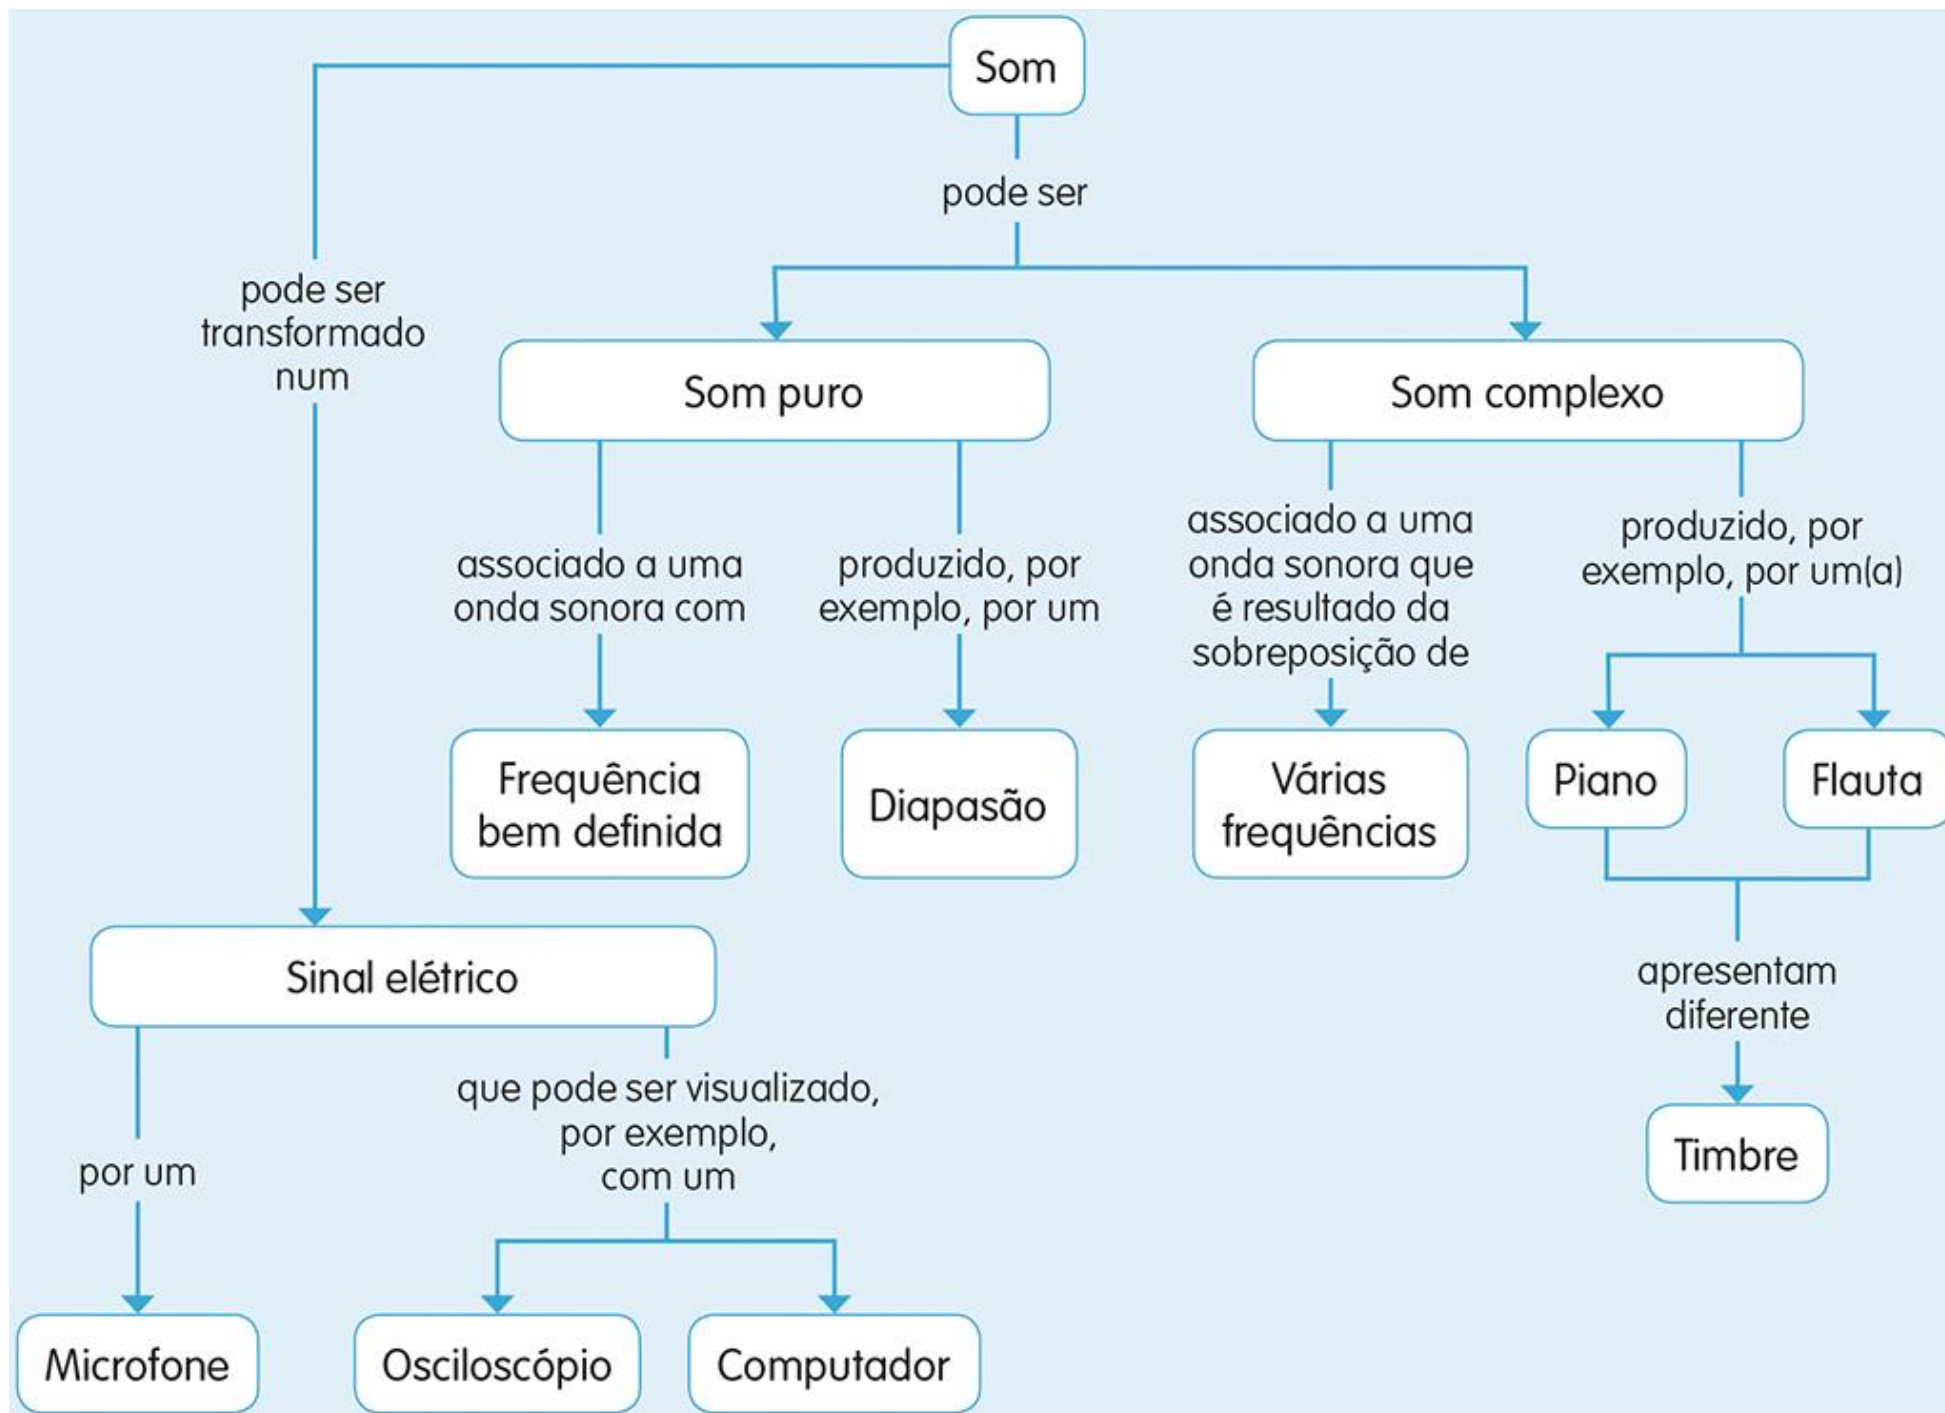 Som
pode ser
pode ser
transformado
num
Som puro
Som complexo
associado a uma
onda sonora com
produzido, por
exemplo, por um
associado a uma
onda sonora que
é resultado da
sobreposição de
produzido, por
exemplo, por um(a)
Frequência
bem definida
Diapasão
Várias
frequências
Piano
Flauta
Sinal elétrico
apresentam
diferente
Timbre
por um
que pode ser visualizado,
por exemplo,
com um
Microfone
Osciloscópio
Computador